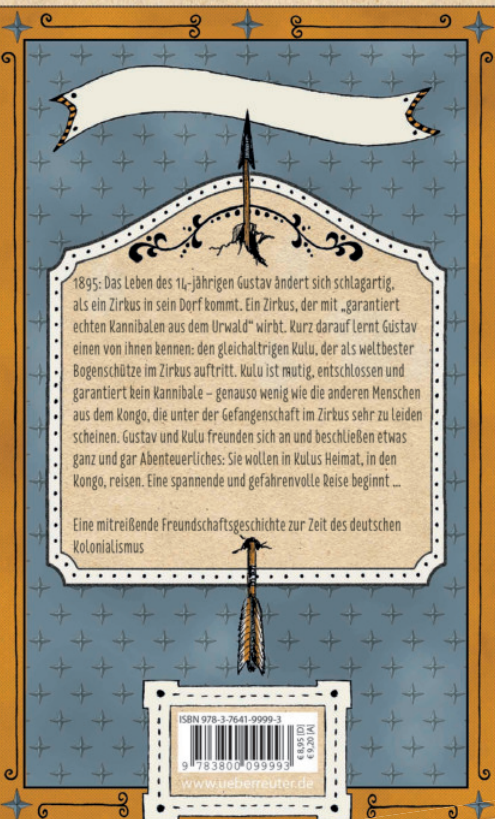 1895: Das Leben des 14-jährigen Gustav ändert sich schlagartig,
als ein Zirkus in sein Dorf kommt. Ein Zirkus, der mit „garantiert
echten Kannibalen aus dem Urwald“ wirbt. Kurz darauf lernt Gustav
einen von ihnen kennen: den gleichaltrigen Kulu, der als weltbester
Bogenschütze im Zirkus auftritt. Kulu ist mutig, entschlossen und
garantiert kein Kannibale – genauso wenig wie die anderen Menschen
aus dem Kongo, die unter der Gefangenschaft im Zirkus sehr zu leiden
scheinen. Gustav und Kulu freunden sich an und beschließen etwas
ganz und gar Abenteuerliches: Sie wollen in Kulus Heimat, in den
Kongo, reisen. Eine spannende und gefahrenvolle Reise beginnt ...
Eine mitreißende Freundschaftsgeschichte zur Zeit des deutschen
Kolonialismus
ISBN 978-3-7641-9999-3
€ 8,95 [D]
€ 9,20 [A]
9 783800 099993
www.ueberreuter.de